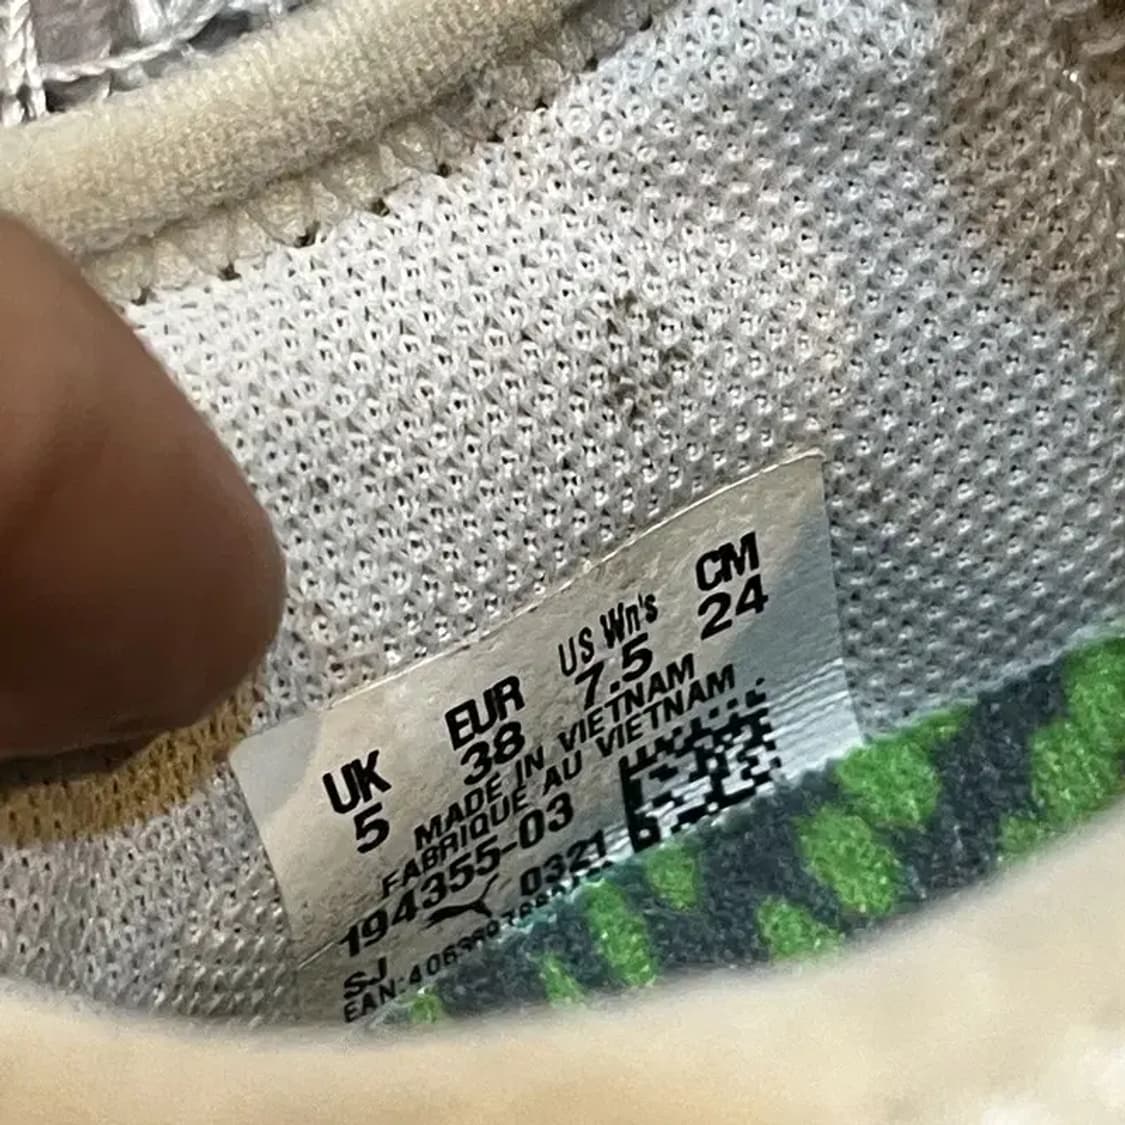 UK EUR US Wn's CM
5 38 7.5 24
MADE IN VIETNAM
FABRIQUE AU VIETNAM
194355-03
0321
SJ
EAN: